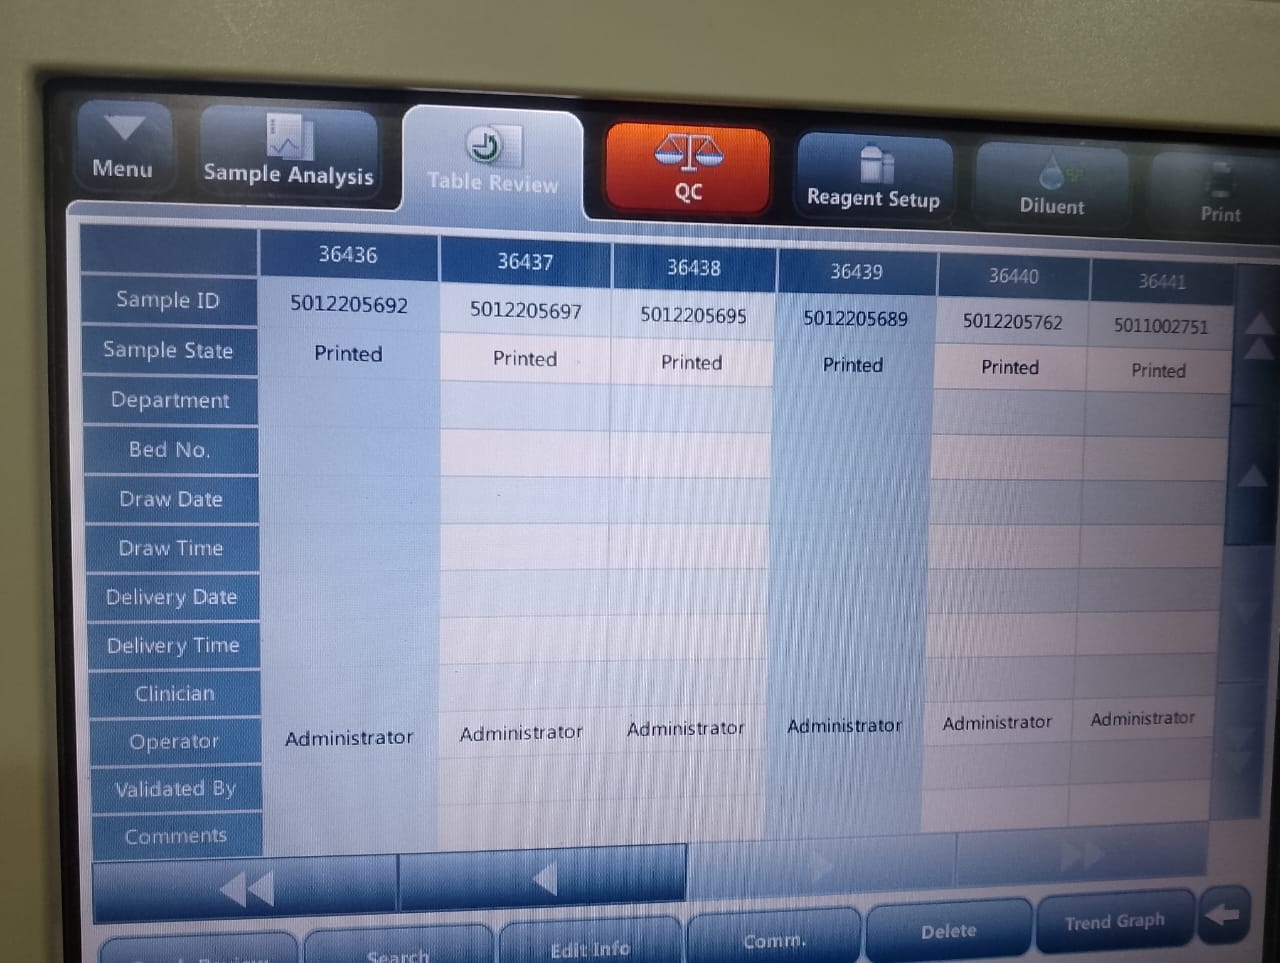 Menu
Sample Analysis
Table Review
QC
Reagent Setup
Diluent
Print
36436 36437 36438 36439 36440 36441
Sample ID 5012205692 5012205697 5012205695 5012205689 5012205762 5011002751
Sample State Printed Printed Printed Printed Printed Printed
Department
Bed No.
Draw Date
Draw Time
Delivery Date
Delivery Time
Clinician
Operator Administrator Administrator Administrator Administrator Administrator Administrator
Validated By
Comments
Search
Edit Info
Comm.
Delete
Trend Graph